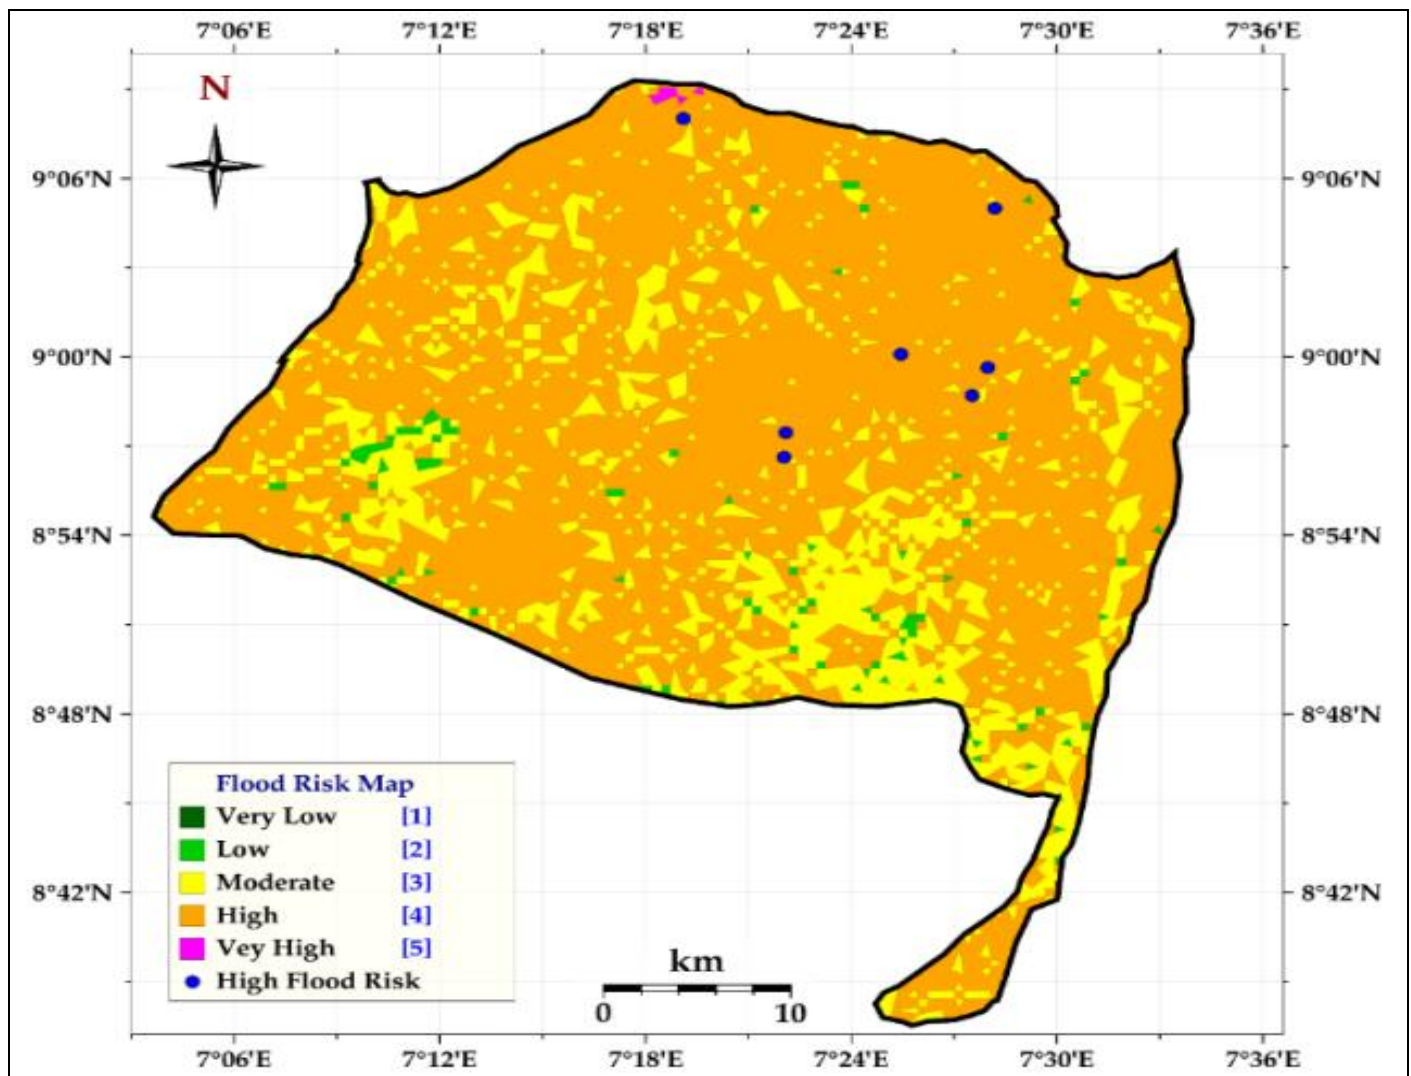 7°06'E 7°12'E 7°18'E 7°24'E 7°30'E 7°36'E
N
9°06'N 9°06'N
9°00'N 9°00'N
8°54'N 8°54'N
8°48'N 8°48'N
Flood Risk Map
Very Low [1]
Low [2]
Moderate [3]
8°42'N 8°42'N
High [4]
Vey High [5]
High Flood Risk
km
0 10
7°06'E 7°12'E 7°18'E 7°24'E 7°30'E 7°36'E